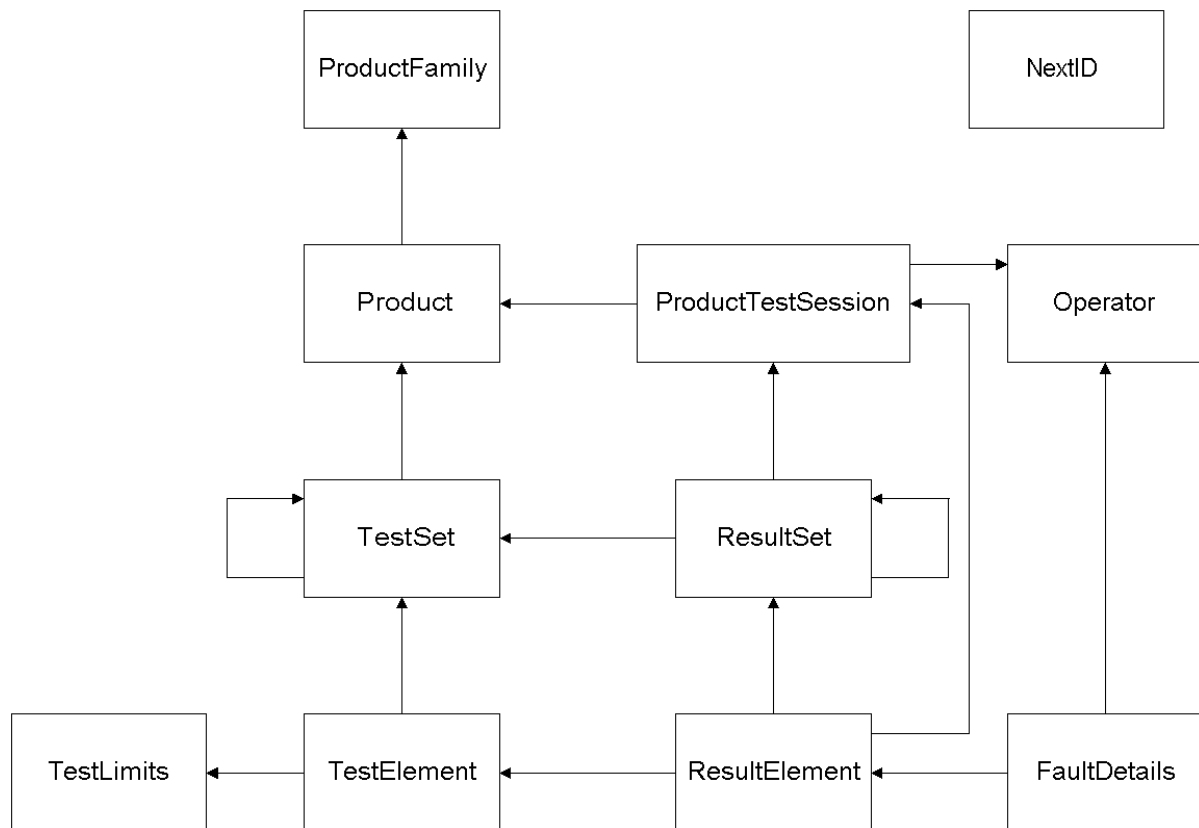 ProductFamily
NextID
Product
ProductTestSession
Operator
TestSet
ResultSet
TestLimits
TestElement
ResultElement
FaultDetails